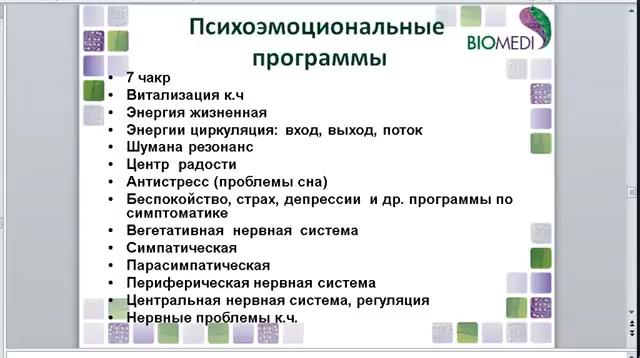 Психоэмоциональные
программы
BIOMEDI
7 чакр
Витализация к.ч
Энергия жизненная
Энергии циркуляция: вход, выход, поток
Шумана резонанс
Центр радости
Антистресс (проблемы сна)
Беспокойство, страх, депрессии и др. программы по
симптоматике
Вегетативная нервная система
Симпатическая
Парасимпатическая
Периферическая нервная система
Центральная нервная система, регуляция
Нервные проблемы к.ч.